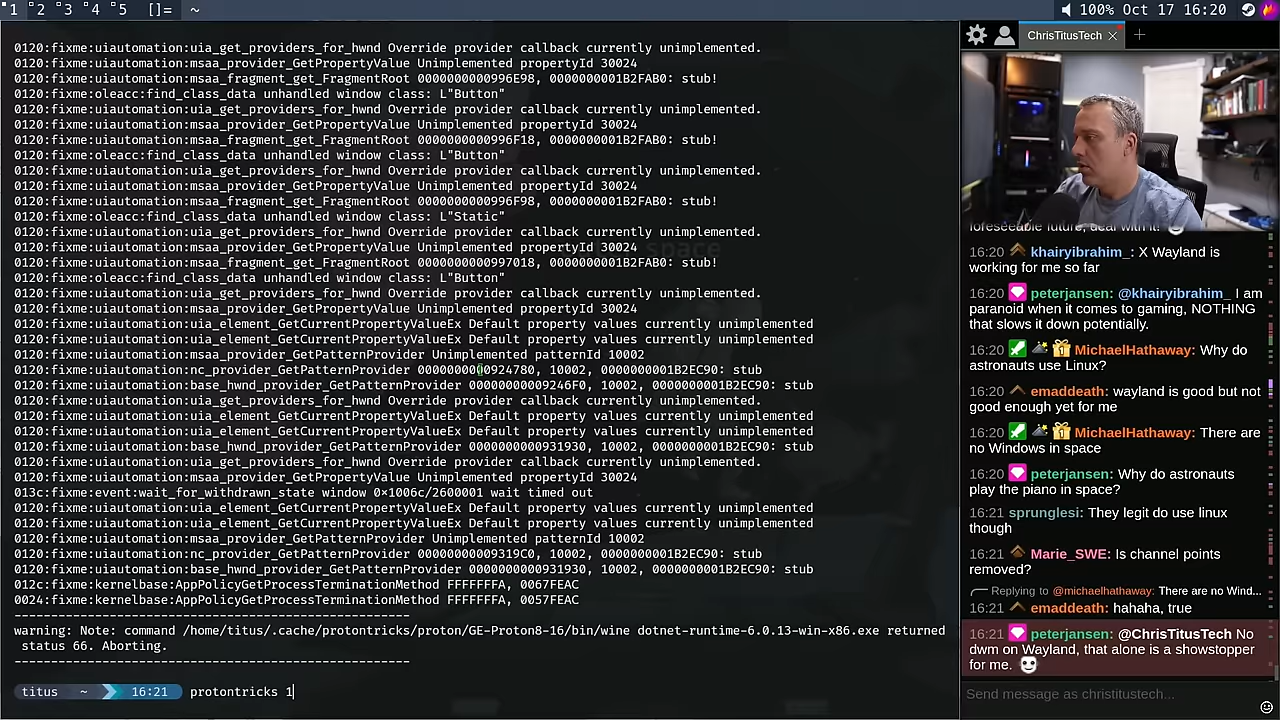 1 2 3 4 5 []= ~
100% Oct 17 16:20
0120:fixme:uiautomation:uia_get_providers_for_hwnd Override provider callback currently unimplemented.
0120:fixme:uiautomation:msaa_provider_GetPropertyValue Unimplemented propertyId 30024
0120:fixme:uiautomation:msaa_fragment_get_FragmentRoot 0000000000996E98, 0000000001B2FAB0: stub!
0120:fixme:oleacc:find_class_data unhandled window class: L"Button"
0120:fixme:uiautomation:uia_get_providers_for_hwnd Override provider callback currently unimplemented.
0120:fixme:uiautomation:msaa_provider_GetPropertyValue Unimplemented propertyId 30024
0120:fixme:uiautomation:msaa_fragment_get_FragmentRoot 0000000000996F18, 0000000001B2FAB0: stub!
0120:fixme:oleacc:find_class_data unhandled window class: L"Button"
0120:fixme:uiautomation:uia_get_providers_for_hwnd Override provider callback currently unimplemented.
0120:fixme:uiautomation:msaa_provider_GetPropertyValue Unimplemented propertyId 30024
0120:fixme:uiautomation:msaa_fragment_get_FragmentRoot 0000000000996F98, 0000000001B2FAB0: stub!
0120:fixme:oleacc:find_class_data unhandled window class: L"Static"
0120:fixme:uiautomation:uia_get_providers_for_hwnd Override provider callback currently unimplemented.
0120:fixme:uiautomation:msaa_provider_GetPropertyValue Unimplemented propertyId 30024
0120:fixme:uiautomation:msaa_fragment_get_FragmentRoot 0000000000997018, 0000000001B2FAB0: stub!
0120:fixme:oleacc:find_class_data unhandled window class: L"Button"
0120:fixme:uiautomation:uia_get_providers_for_hwnd Override provider callback currently unimplemented.
0120:fixme:uiautomation:msaa_provider_GetPropertyValue Unimplemented propertyId 30024
0120:fixme:uiautomation:uia_element_GetCurrentPropertyValueEx Default property values currently unimplemented
0120:fixme:uiautomation:uia_element_GetCurrentPropertyValueEx Default property values currently unimplemented
0120:fixme:uiautomation:msaa_provider_GetPatternProvider Unimplemented patternId 10002
0120:fixme:uiautomation:nc_provider_GetPatternProvider 0000000000924780, 10002, 0000000001B2EC90: stub
0120:fixme:uiautomation:base_hwnd_provider_GetPatternProvider 00000000009246F0, 10002, 0000000001B2EC90: stub
0120:fixme:uiautomation:uia_get_providers_for_hwnd Override provider callback currently unimplemented.
0120:fixme:uiautomation:uia_element_GetCurrentPropertyValueEx Default property values currently unimplemented
0120:fixme:uiautomation:uia_element_GetCurrentPropertyValueEx Default property values currently unimplemented
0120:fixme:uiautomation:base_hwnd_provider_GetPatternProvider 0000000000931930, 10002, 0000000001B2EC90: stub
0120:fixme:uiautomation:uia_get_providers_for_hwnd Override provider callback currently unimplemented.
0120:fixme:uiautomation:msaa_provider_GetPropertyValue Unimplemented propertyId 30024
013c:fixme:event:wait_for_withdrawn_state window 0×1006c/2600001 wait timed out
0120:fixme:uiautomation:uia_element_GetCurrentPropertyValueEx Default property values currently unimplemented
0120:fixme:uiautomation:uia_element_GetCurrentPropertyValueEx Default property values currently unimplemented
0120:fixme:uiautomation:msaa_provider_GetPatternProvider Unimplemented patternId 10002
0120:fixme:uiautomation:nc_provider_GetPatternProvider 00000000009319C0, 10002, 0000000001B2EC90: stub
0120:fixme:uiautomation:base_hwnd_provider_GetPatternProvider 0000000000931930, 10002, 0000000001B2EC90: stub
012c:fixme:kernelbase:AppPolicyGetProcessTerminationMethod FFFFFFFA, 0067FEAC
0024:fixme:kernelbase:AppPolicyGetProcessTerminationMethod FFFFFFFA, 0057FEAC
------------------------------------------------------
warning: Note: command /home/titus/.cache/protontricks/proton/GE-Proton8-16/bin/wine dotnet-runtime-6.0.13-win-x86.exe returned
status 66. Aborting.
------------------------------------------------------
titus ~ 16:21 protontricks 1
ChrisTitusTech
foreseeable future, deal with it!
16:20 khairyibrahim_: X Wayland is
working for me so far
16:20 peterjansen: @khairyibrahim_ I am
paranoid when it comes to gaming, NOTHING
that slows it down potentially.
16:20 MichaelHathaway: Why do
astronauts use Linux?
16:20 emaddeath: wayland is good but not
good enough yet for me
16:20 MichaelHathaway: There are
no Windows in space
16:20 peterjansen: Why do astronauts
play the piano in space?
16:21 sprunglesi: They legit do use linux
though
16:21 Marie_SWE: Is channel points
removed?
Replying to @michaelhathaway: There are no Wind...
16:21 emaddeath: hahaha, true
16:21 peterjansen: @ChrisTitusTech No
dwm on Wayland, that alone is a showstopper
for me.
Send message as christitustech...